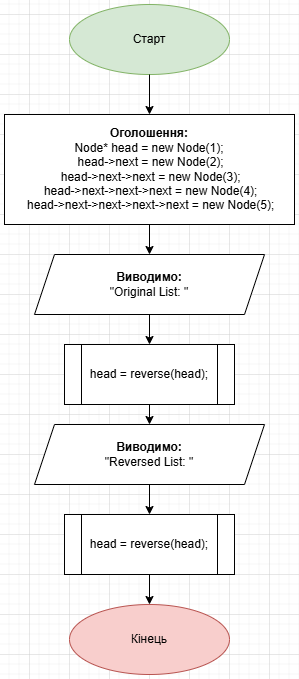 Старт
Оголошення:
Node* head = new Node(1);
head->next = new Node(2);
head->next->next = new Node(3);
head->next->next->next = new Node(4);
head->next->next->next->next = new Node(5);
Виводимо:
"Original List: "
head = reverse(head);
Виводимо:
"Reversed List: "
head = reverse(head);
Кінець